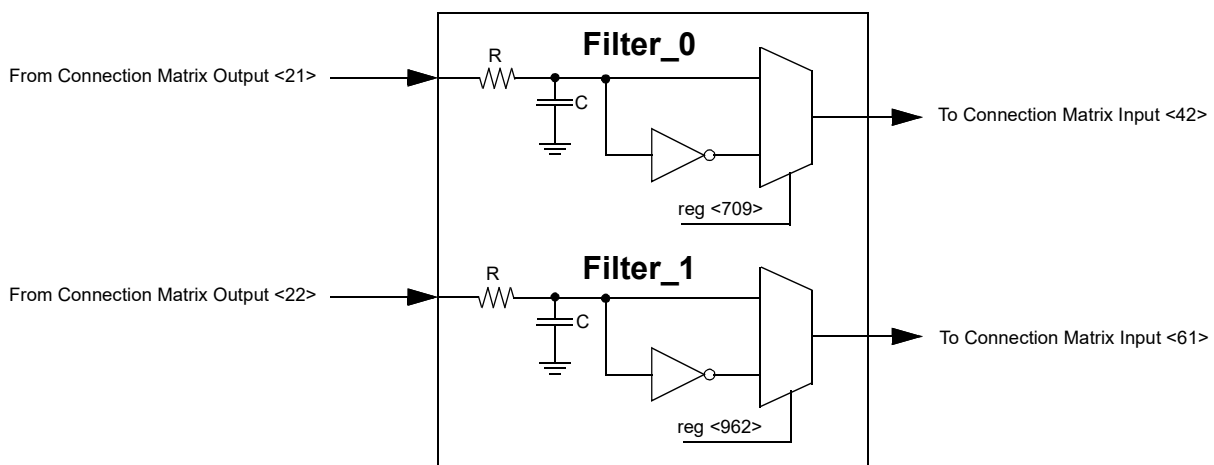 Filter_0
R
From Connection Matrix Output <21>
C
To Connection Matrix Input <42>
reg <709>
Filter_1
R
From Connection Matrix Output <22>
C
To Connection Matrix Input <61>
reg <962>